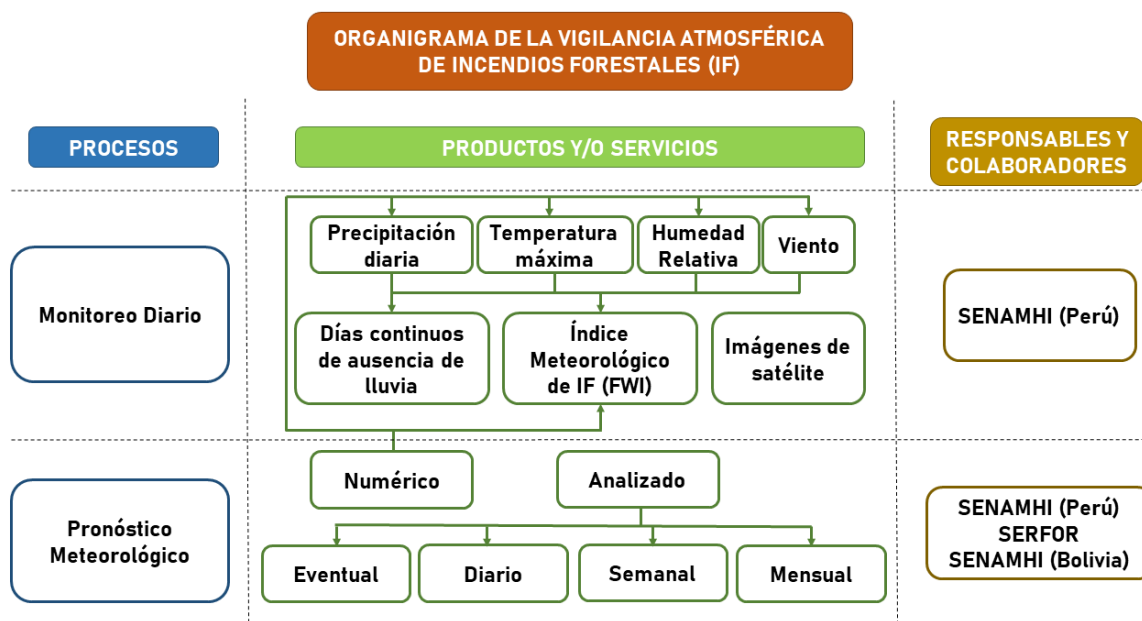 ORGANIGRAMA DE LA VIGILANCIA ATMOSFÉRICA
DE INCENDIOS FORESTALES (IF)
PROCESOS
PRODUCTOS Y/O SERVICIOS
RESPONSABLES Y
COLABORADORES
Monitoreo Diario
Precipitación
diaria
Temperatura
máxima
Humedad
Relativa
Viento
Días continuos
de ausencia de
lluvia
Índice
Meteorológico
de IF (FWI)
Imágenes de
satélite
SENAMHI (Perú)
Pronóstico
Meteorológico
Numérico
Analizado
Eventual
Diario
Semanal
Mensual
SENAMHI (Perú)
SERFOR
SENAMHI (Bolivia)